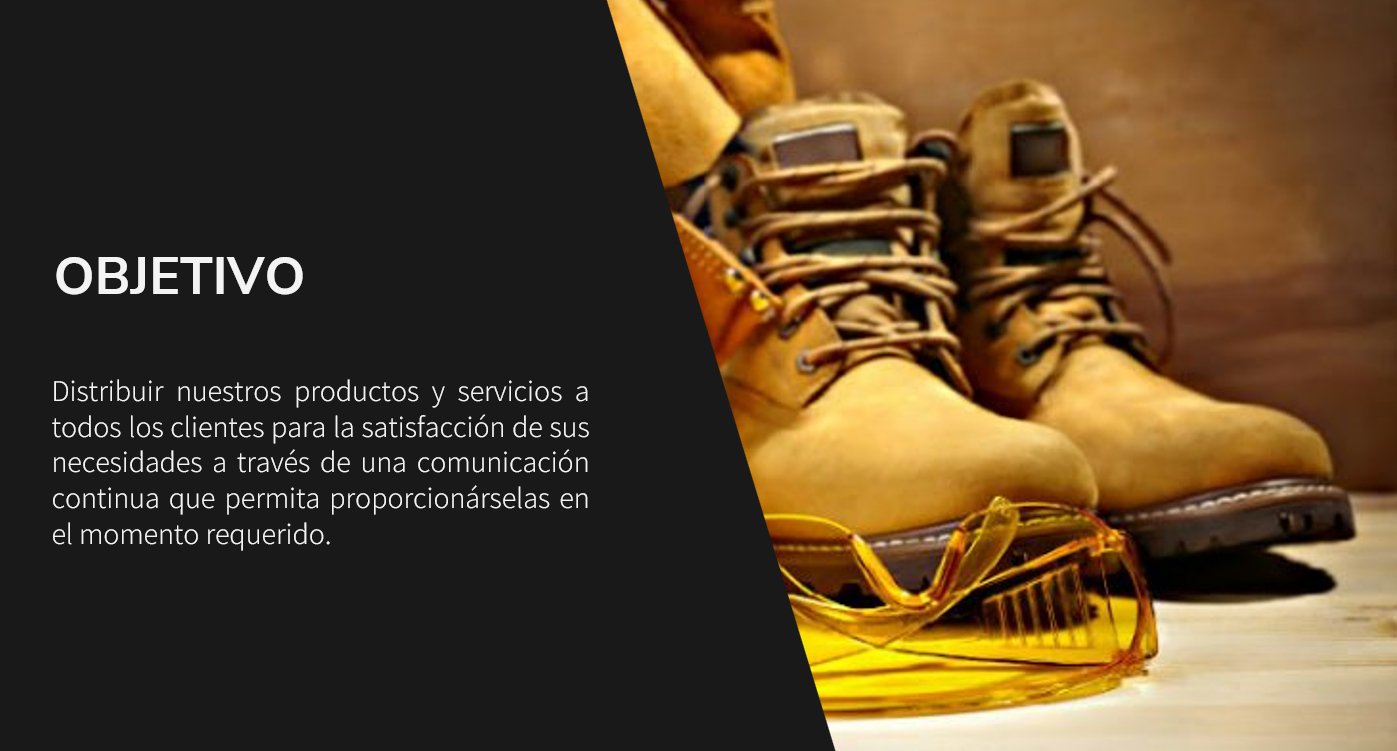 OBJETIVO
Distribuir nuestros productos y servicios a
todos los clientes para la satisfacción de sus
necesidades a través de una comunicación
continua que permita proporcionárselas en
el momento requerido.